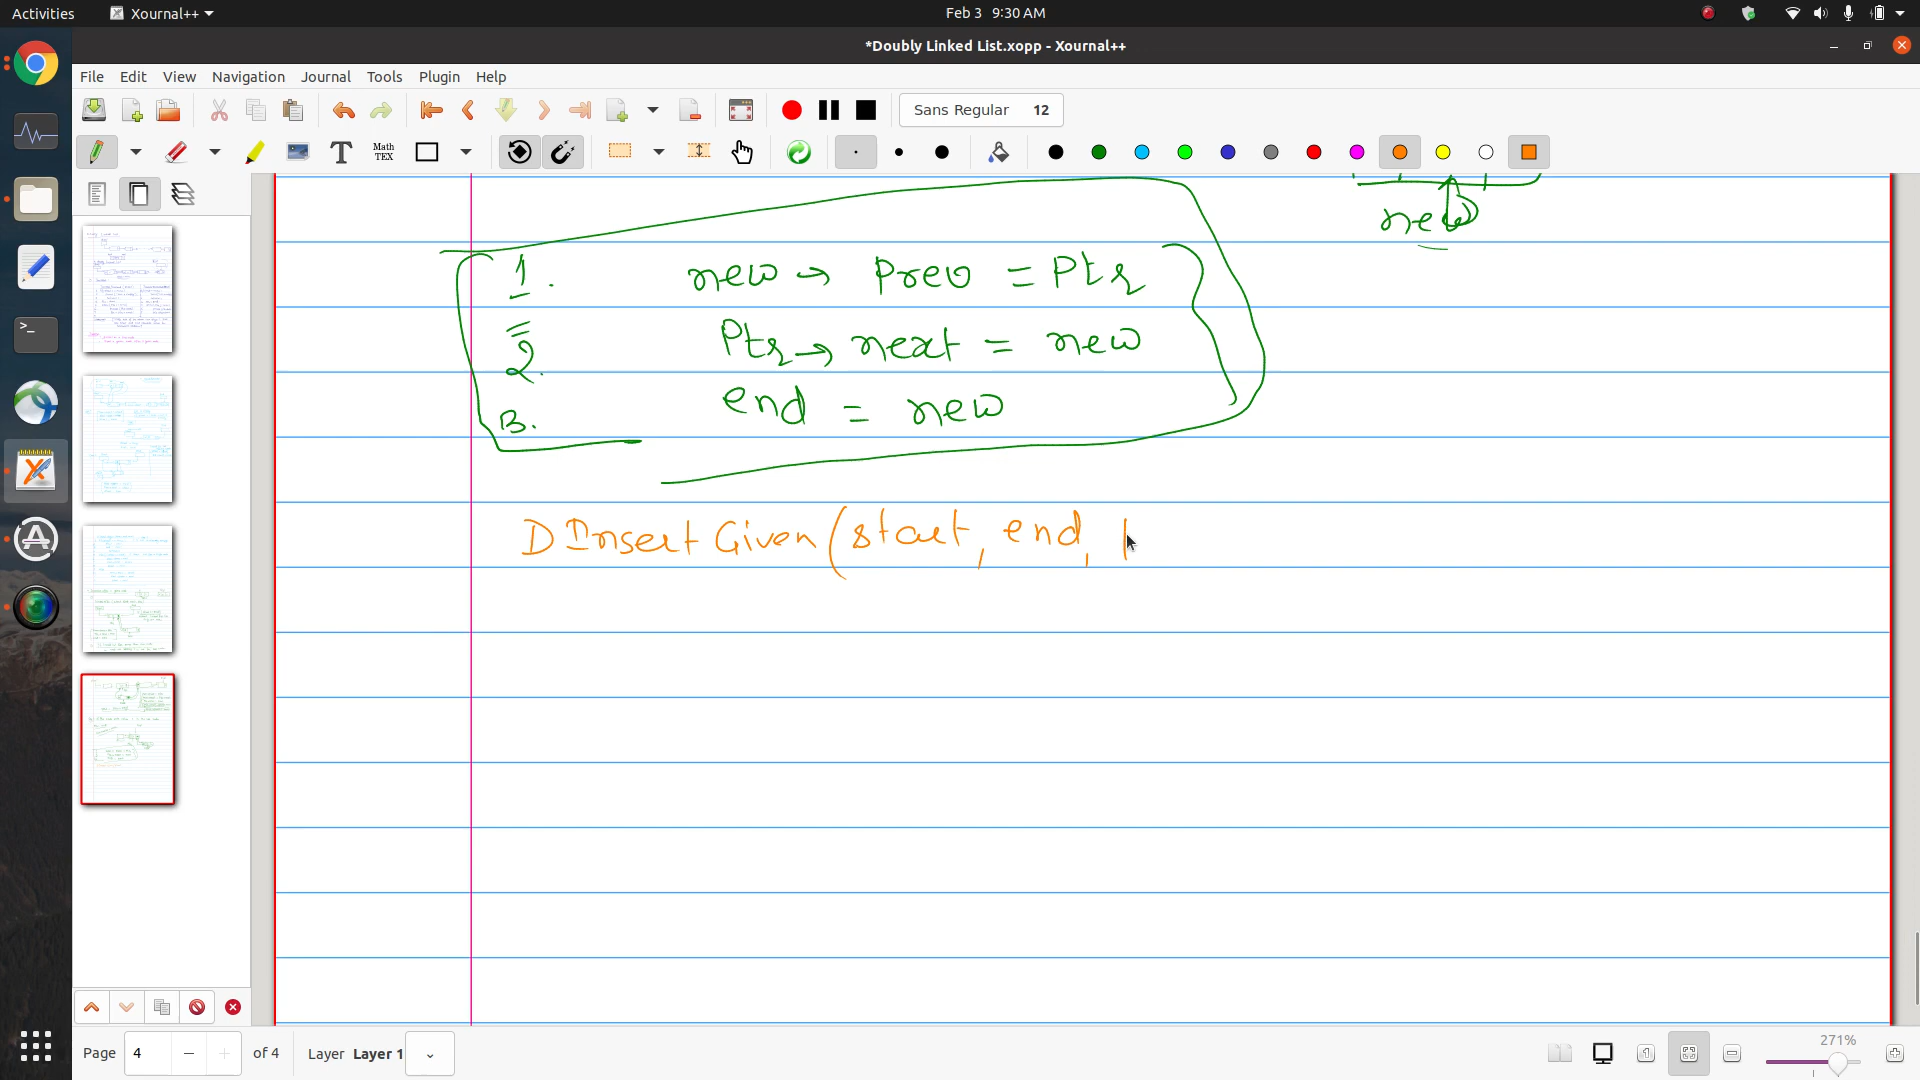 Activities Xournal++ Feb 3 9:30 AM
*Doubly Linked List.xopp - Xournal++
File Edit View Navigation Journal Tools Plugin Help
Sans Regular 12
Math TEX
new
1. new → Prev = Ptr
2. Ptr → next = new
3. end = new
DInsertGiven(start, end,
Page 4 of 4 Layer Layer 1 271%